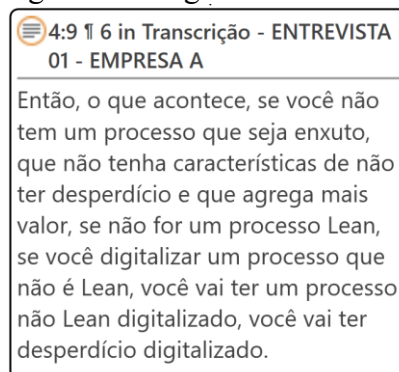 4:9 ¶ 6 in Transcrição - ENTREVISTA
01 - EMPRESA A
Então, o que acontece, se você não
tem um processo que seja enxuto,
que não tenha características de não
ter desperdício e que agrega mais
valor, se não for um processo Lean,
se você digitalizar um processo que
não é Lean, você vai ter um processo
não Lean digitalizado, você vai ter
desperdício digitalizado.